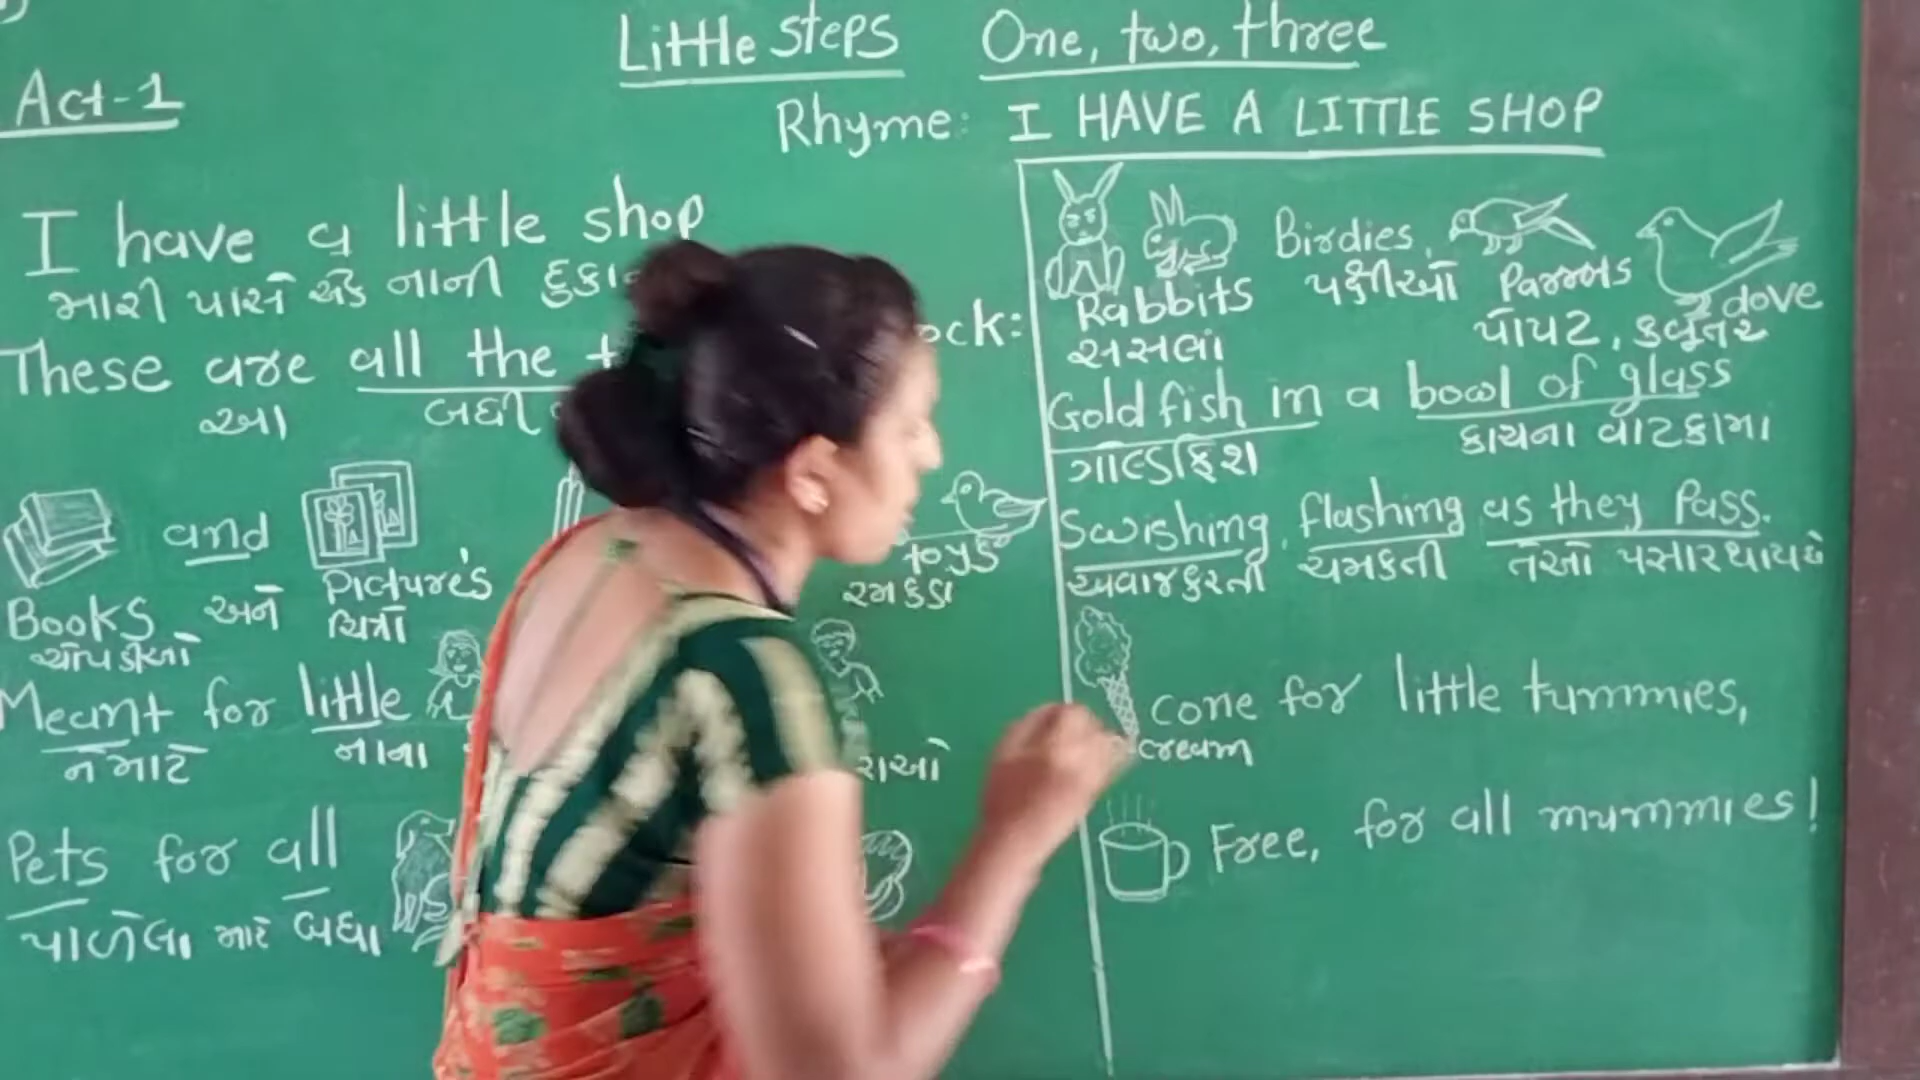 Little steps One, two, three
Act-1
Rhyme: I HAVE A LITTLE SHOP
I have a little shop
મારી પાસે એક નાની
These are all the
આ બધી
and
Books અને Picture's
ચોપડીઓ ચિત્રો
toys
રમકડા
Meant for little
ને માટે નાના
Pets for all
પાળેલા માટે બધા
Birdies,
Rabbits પક્ષીઓ Parrots dove
સસલાં પોપટ, કબૂતર
Gold fish in a bowl of glass
ગોલ્ડફિશ કાચના વાટકામા
Swishing, flashing as they Pass.
અવાજ કરતી ચમકતી તેઓ પસાર થાય છે
cone for little tummies,
cream
Free, for all mummies!